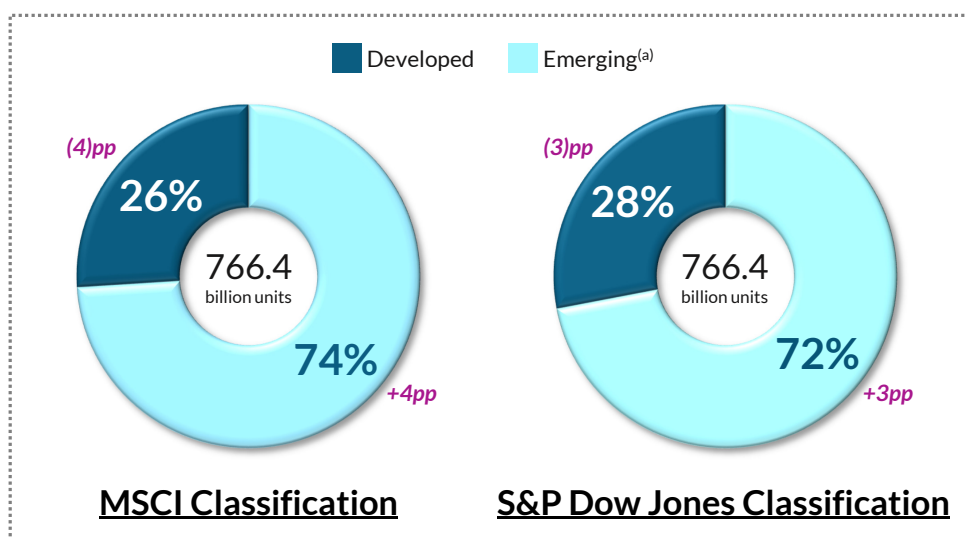 Developed Emerging(a)
(4)pp
26%
766.4
billion units
74%
+4pp
MSCI Classification
(3)pp
28%
766.4
billion units
72%
+3pp
S&P Dow Jones Classification